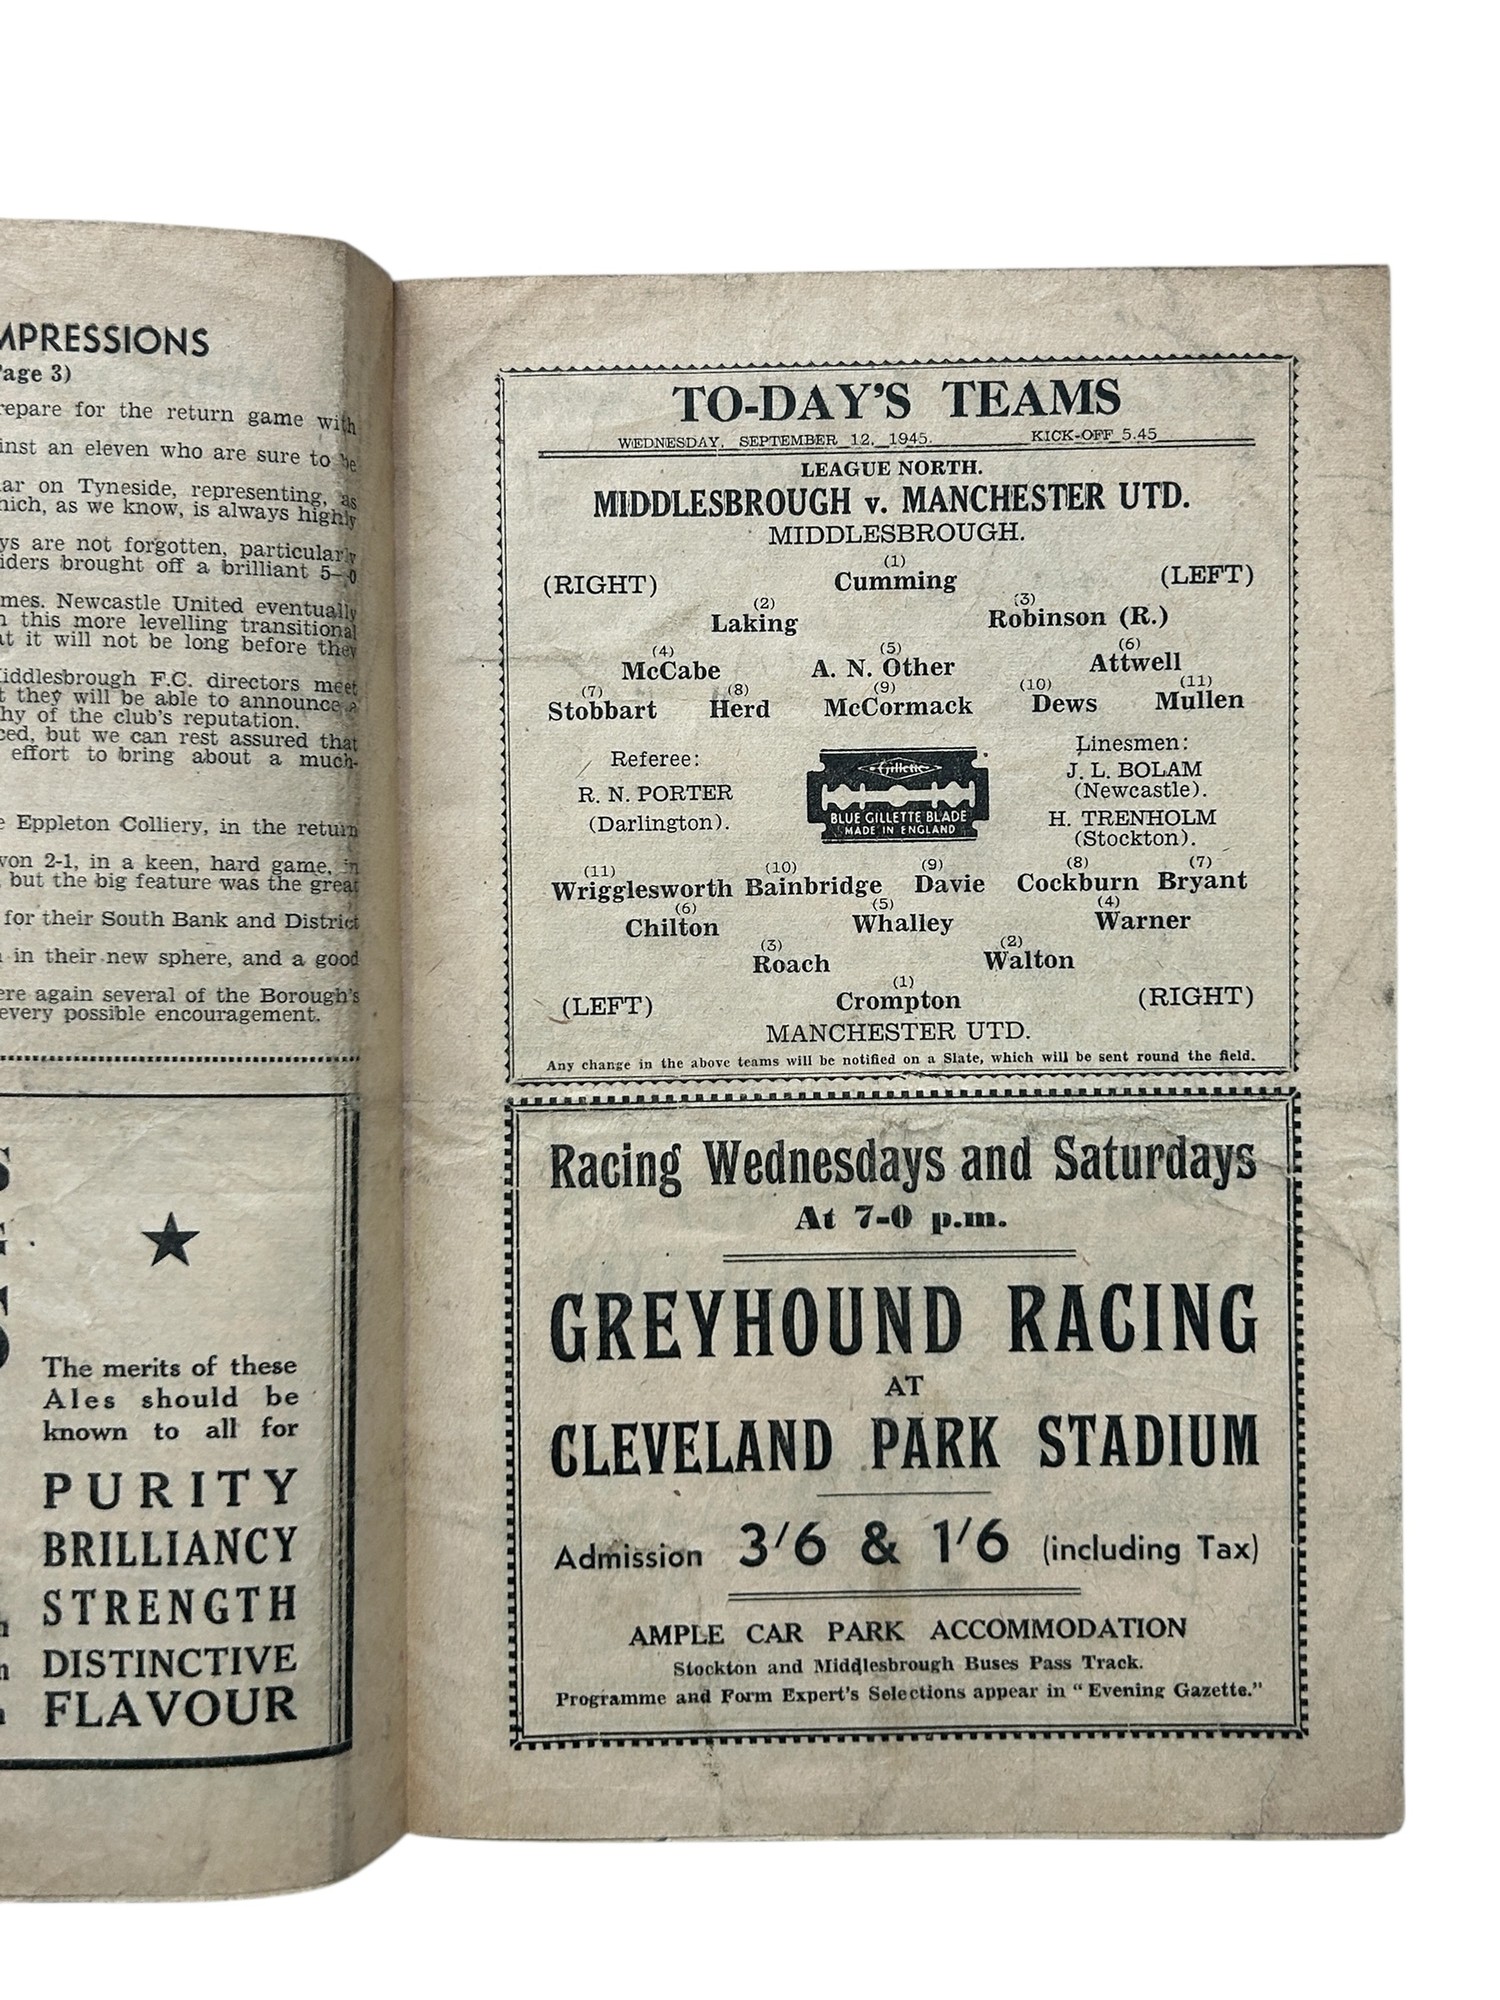 MPRESSIONS
Page 3)
repare for the return game with
inst an eleven who are sure to be
ar on Tyneside, representing, as
hich, as we know, is always highly
ys are not forgotten, particularly
iders brought off a brilliant 5—0
mes. Newcastle United eventually
n this more levelling transitional
at it will not be long before they
Middlesbrough F.C. directors meet
t they will be able to announce a
hy of the club's reputation.
ced, but we can rest assured that
effort to bring about a much-
e Eppleton Colliery, in the return
won 2-1, in a keen, hard game, in
, but the big feature was the great
for their South Bank and District
in their new sphere, and a good
ere again several of the Borough's
every possible encouragement.
The merits of these
Ales should be
known to all for
PURITY
BRILLIANCY
STRENGTH
DISTINCTIVE
FLAVOUR
TO-DAY'S TEAMS
WEDNESDAY, SEPTEMBER 12, 1945. KICK-OFF 5.45
LEAGUE NORTH.
MIDDLESBROUGH v. MANCHESTER UTD.
MIDDLESBROUGH.
(1)
(RIGHT) Cumming (LEFT)
(2) (3)
Laking Robinson (R.)
(4) (5) (6)
McCabe A. N. Other Attwell
(7) (8) (9) (10) (11)
Stobbart Herd McCormack Dews Mullen
Referee:
R. N. PORTER
(Darlington).
Gillette
BLUE GILLETTE BLADE
MADE IN ENGLAND
Linesmen:
J. L. BOLAM
(Newcastle).
H. TRENHOLM
(Stockton).
(11) (10) (9) (8) (7)
Wrigglesworth Bainbridge Davie Cockburn Bryant
(6) (5) (4)
Chilton Whalley Warner
(3) (2)
Roach Walton
(1)
(LEFT) Crompton (RIGHT)
MANCHESTER UTD.
Any change in the above teams will be notified on a Slate, which will be sent round the field.
Racing Wednesdays and Saturdays
At 7-0 p.m.
GREYHOUND RACING
AT
CLEVELAND PARK STADIUM
Admission 3/6 & 1/6 (including Tax)
AMPLE CAR PARK ACCOMMODATION
Stockton and Middlesbrough Buses Pass Track.
Programme and Form Expert's Selections appear in "Evening Gazette."